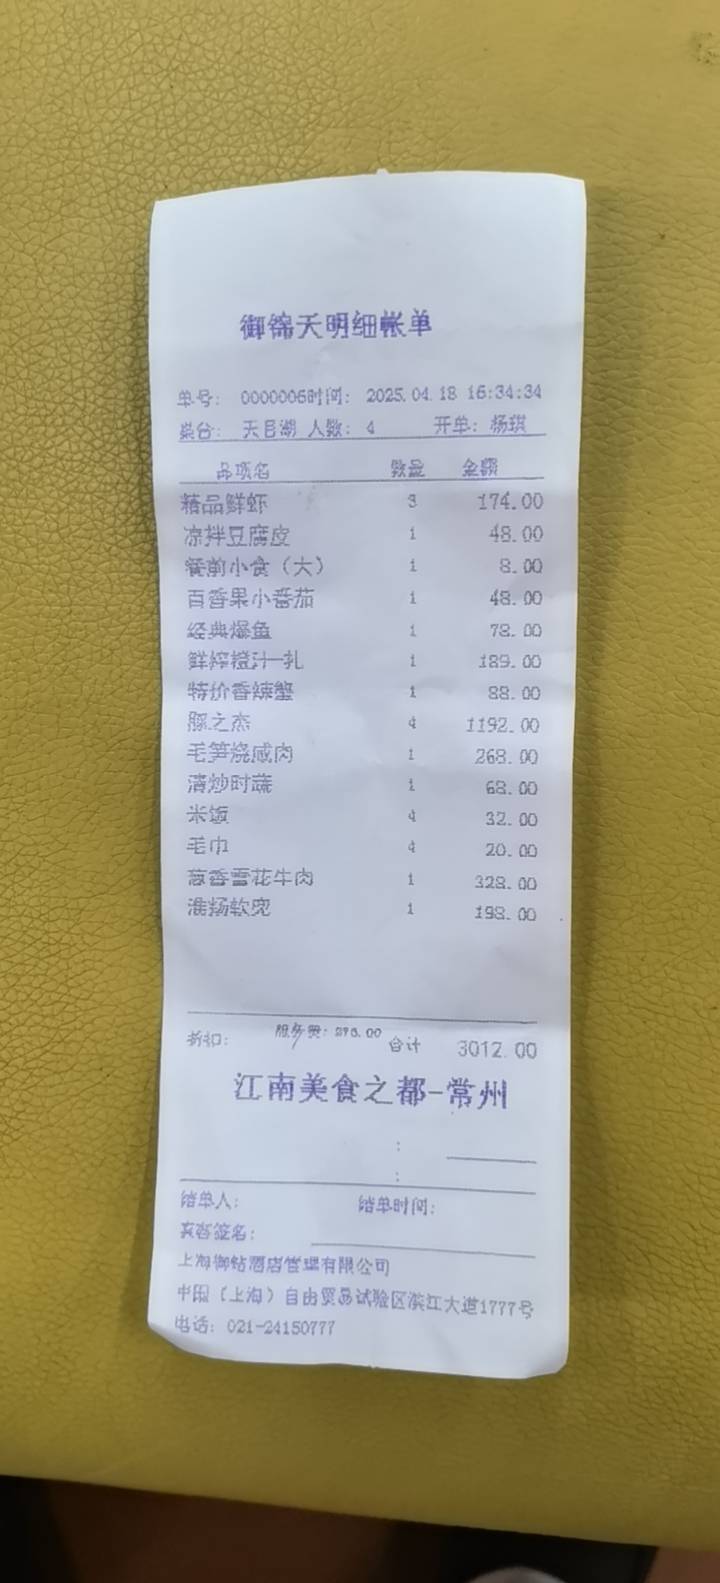 御锦天明细帐单
单号: 0000006时间: 2025.04.18 16:34:34
桌台: 天目湖 人数: 4 开单: 杨琪
品项名 数量 金额
精品鲜虾 3 174.00
凉拌豆腐皮 1 48.00
餐前小食（大） 1 8.00
百香果小番茄 1 48.00
经典爆鱼 1 78.00
鲜榨橙汁一扎 1 189.00
特价香辣蟹 1 88.00
豚之杰 4 1192.00
毛笋烧咸肉 1 268.00
清炒时蔬 1 68.00
米饭 4 32.00
毛巾 4 20.00
葱香雪花牛肉 1 328.00
淮扬软兜 1 198.00
折扣: 服务费: 合计 3012.00
江南美食之都-常州
:
:
结单人: 结单时间:
宾客签名:
上海御钻酒店管理有限公司
中国（上海）自由贸易试验区滨江大道1777号
电话: 021-24150777